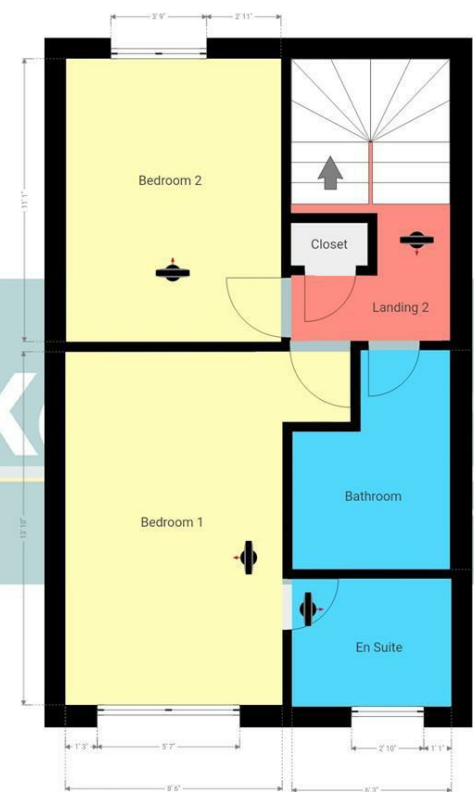 3' 9"
2' 11"
11' 1"
Bedroom 2
Closet
Landing 2
13' 10"
Bathroom
Bedroom 1
En Suite
1' 3"
5' 7"
2' 10"
1' 1"
8' 6"
6' 3"